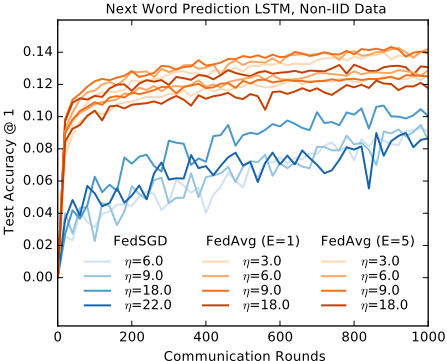 Next Word Prediction LSTM, Non-IID Data
Test Accuracy @ 1
0.14
0.12
0.10
0.08
0.06
0.04
0.02
0.00
FedSGD FedAvg (E=1) FedAvg (E=5)
η=6.0 η=3.0 η=3.0
η=9.0 η=6.0 η=6.0
η=18.0 η=9.0 η=9.0
η=22.0 η=18.0 η=18.0
0 200 400 600 800 1000
Communication Rounds